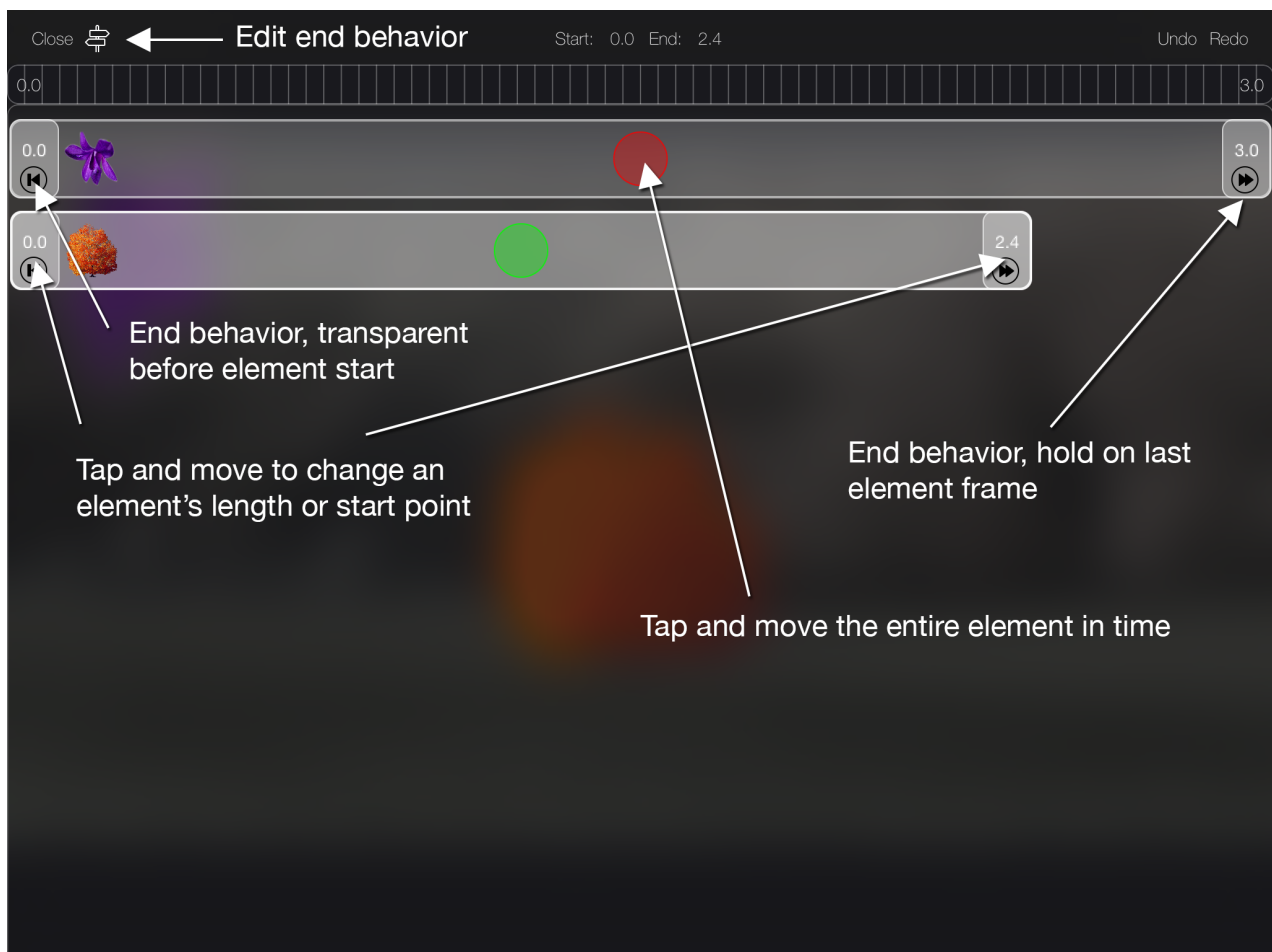 Close
Edit end behavior
Start: 0.0 End: 2.4
Undo Redo
0.0
3.0
0.0
3.0
0.0
2.4
End behavior, transparent
before element start
Tap and move to change an
element’s length or start point
End behavior, hold on last
element frame
Tap and move the entire element in time